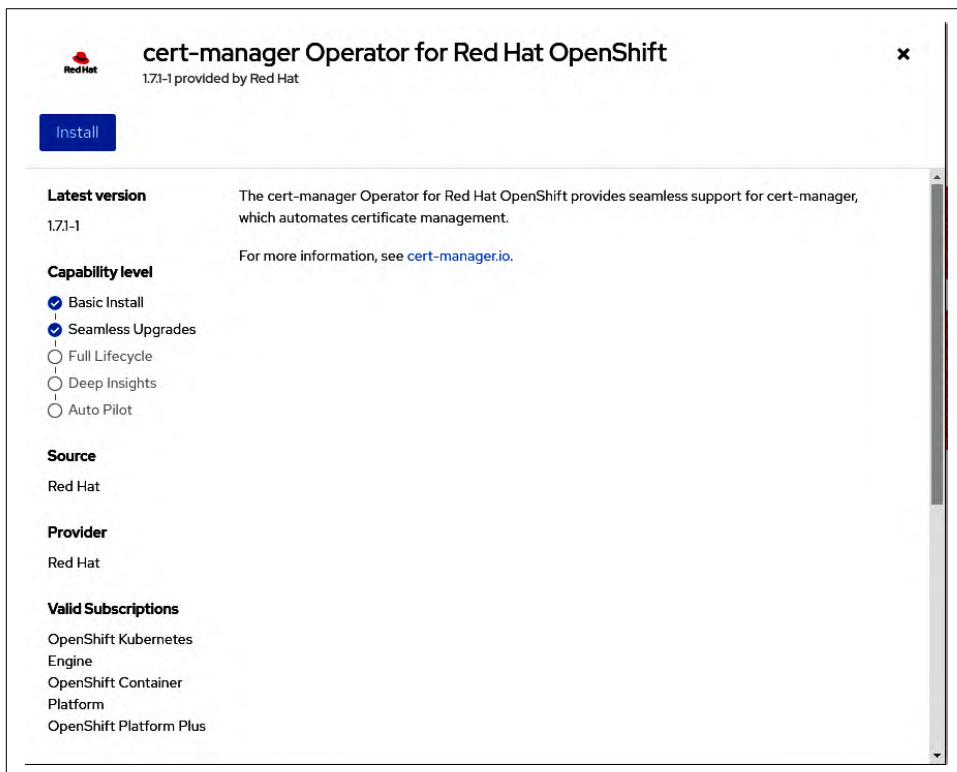 cert-manager Operator for Red Hat OpenShift
Red Hat
1.7.1-1 provided by Red Hat
Install
Latest version
1.7.1-1
The cert-manager Operator for Red Hat OpenShift provides seamless support for cert-manager,
which automates certificate management.
For more information, see cert-manager.io.
Capability level
Basic Install
Seamless Upgrades
Full Lifecycle
Deep Insights
Auto Pilot
Source
Red Hat
Provider
Red Hat
Valid Subscriptions
OpenShift Kubernetes
Engine
OpenShift Container
Platform
OpenShift Platform Plus